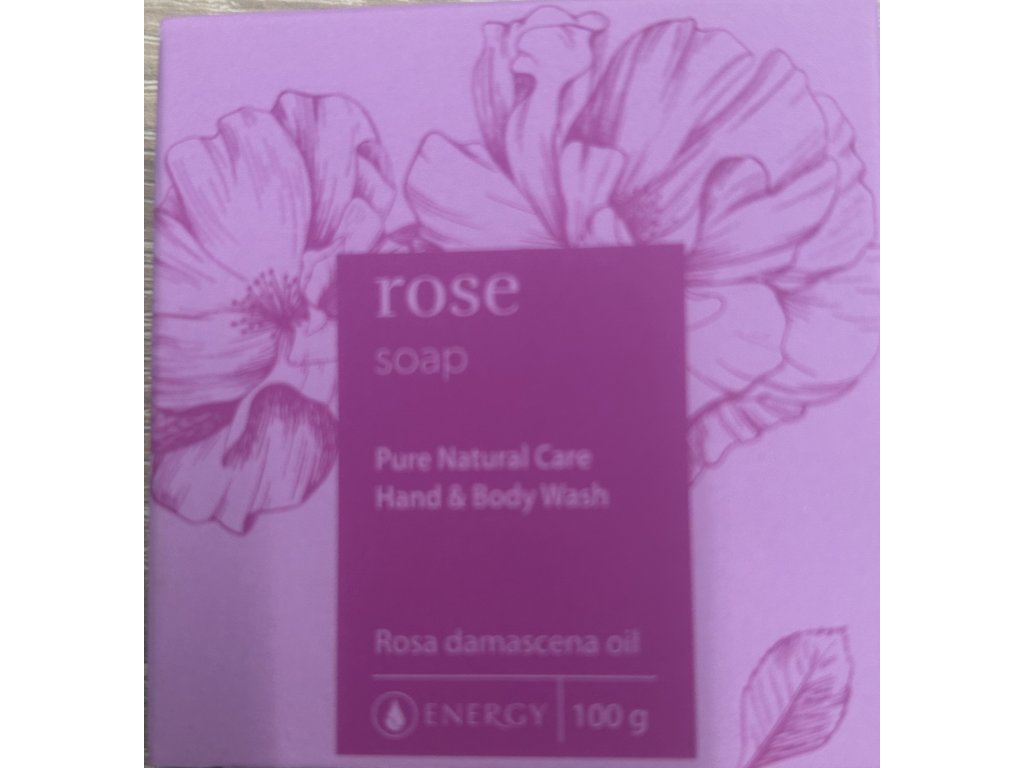 rose
soap
Pure Natural Care
Hand & Body Wash
Rosa damascena oil
ENERGY 100 g